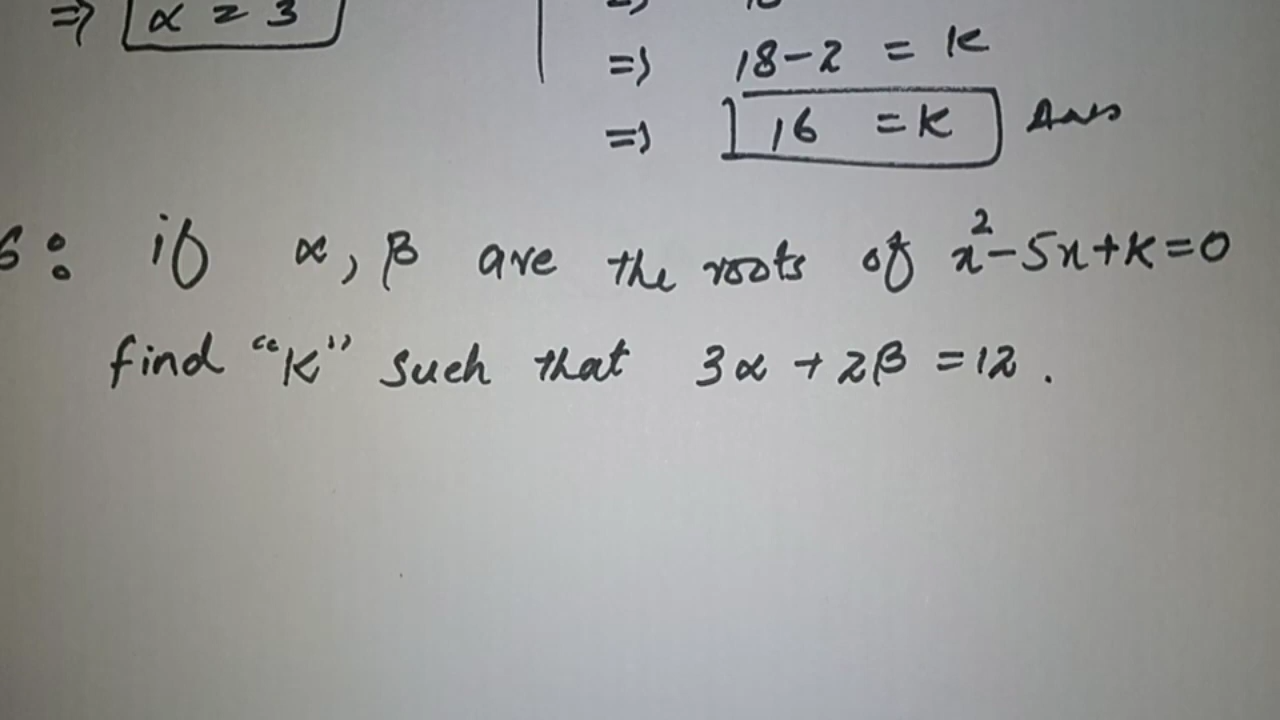 ⇒ α = 3
⇒ 18-2 = K
⇒ 16 = K Ans
6: if α, β are the roots of x²-5x+K=0
find "K" such that 3α + 2β = 12.